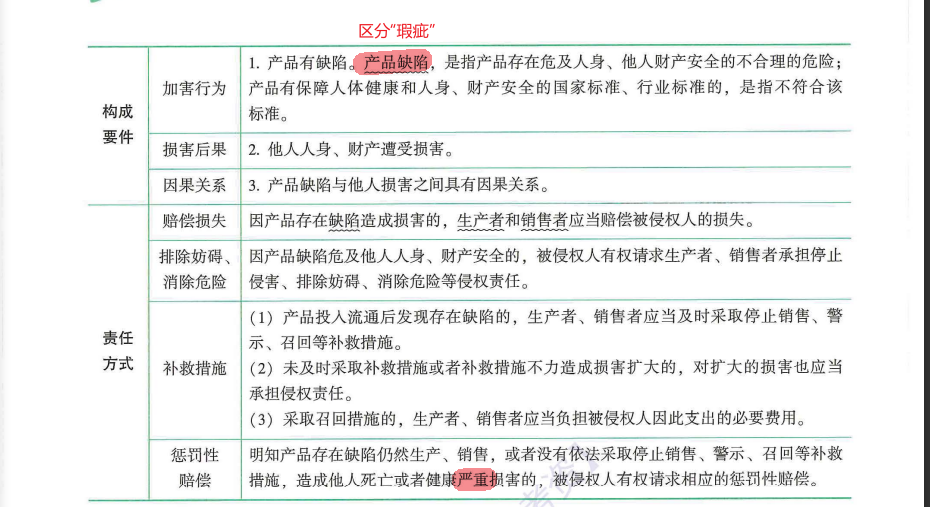 区分“瑕疵”
构成
要件
加害行为
1. 产品有缺陷。产品缺陷，是指产品存在危及人身、他人财产安全的不合理的危险；
产品有保障人体健康和人身、财产安全的国家标准、行业标准的，是指不符合该
标准。
损害后果
2. 他人人身、财产遭受损害。
因果关系
3. 产品缺陷与他人损害之间具有因果关系。
责任
方式
赔偿损失
因产品存在缺陷造成损害的，生产者和销售者应当赔偿被侵权人的损失。
排除妨碍、
消除危险
因产品缺陷危及他人人身、财产安全的，被侵权人有权请求生产者、销售者承担停止
侵害、排除妨碍、消除危险等侵权责任。
补救措施
（1）产品投入流通后发现存在缺陷的，生产者、销售者应当及时采取停止销售、警
示、召回等补救措施。
（2）未及时采取补救措施或者补救措施不力造成损害扩大的，对扩大的损害也应当
承担侵权责任。
（3）采取召回措施的，生产者、销售者应当负担被侵权人因此支出的必要费用。
惩罚性
赔偿
明知产品存在缺陷仍然生产、销售，或者没有依法采取停止销售、警示、召回等补救
措施，造成他人死亡或者健康严重损害的，被侵权人有权请求相应的惩罚性赔偿。